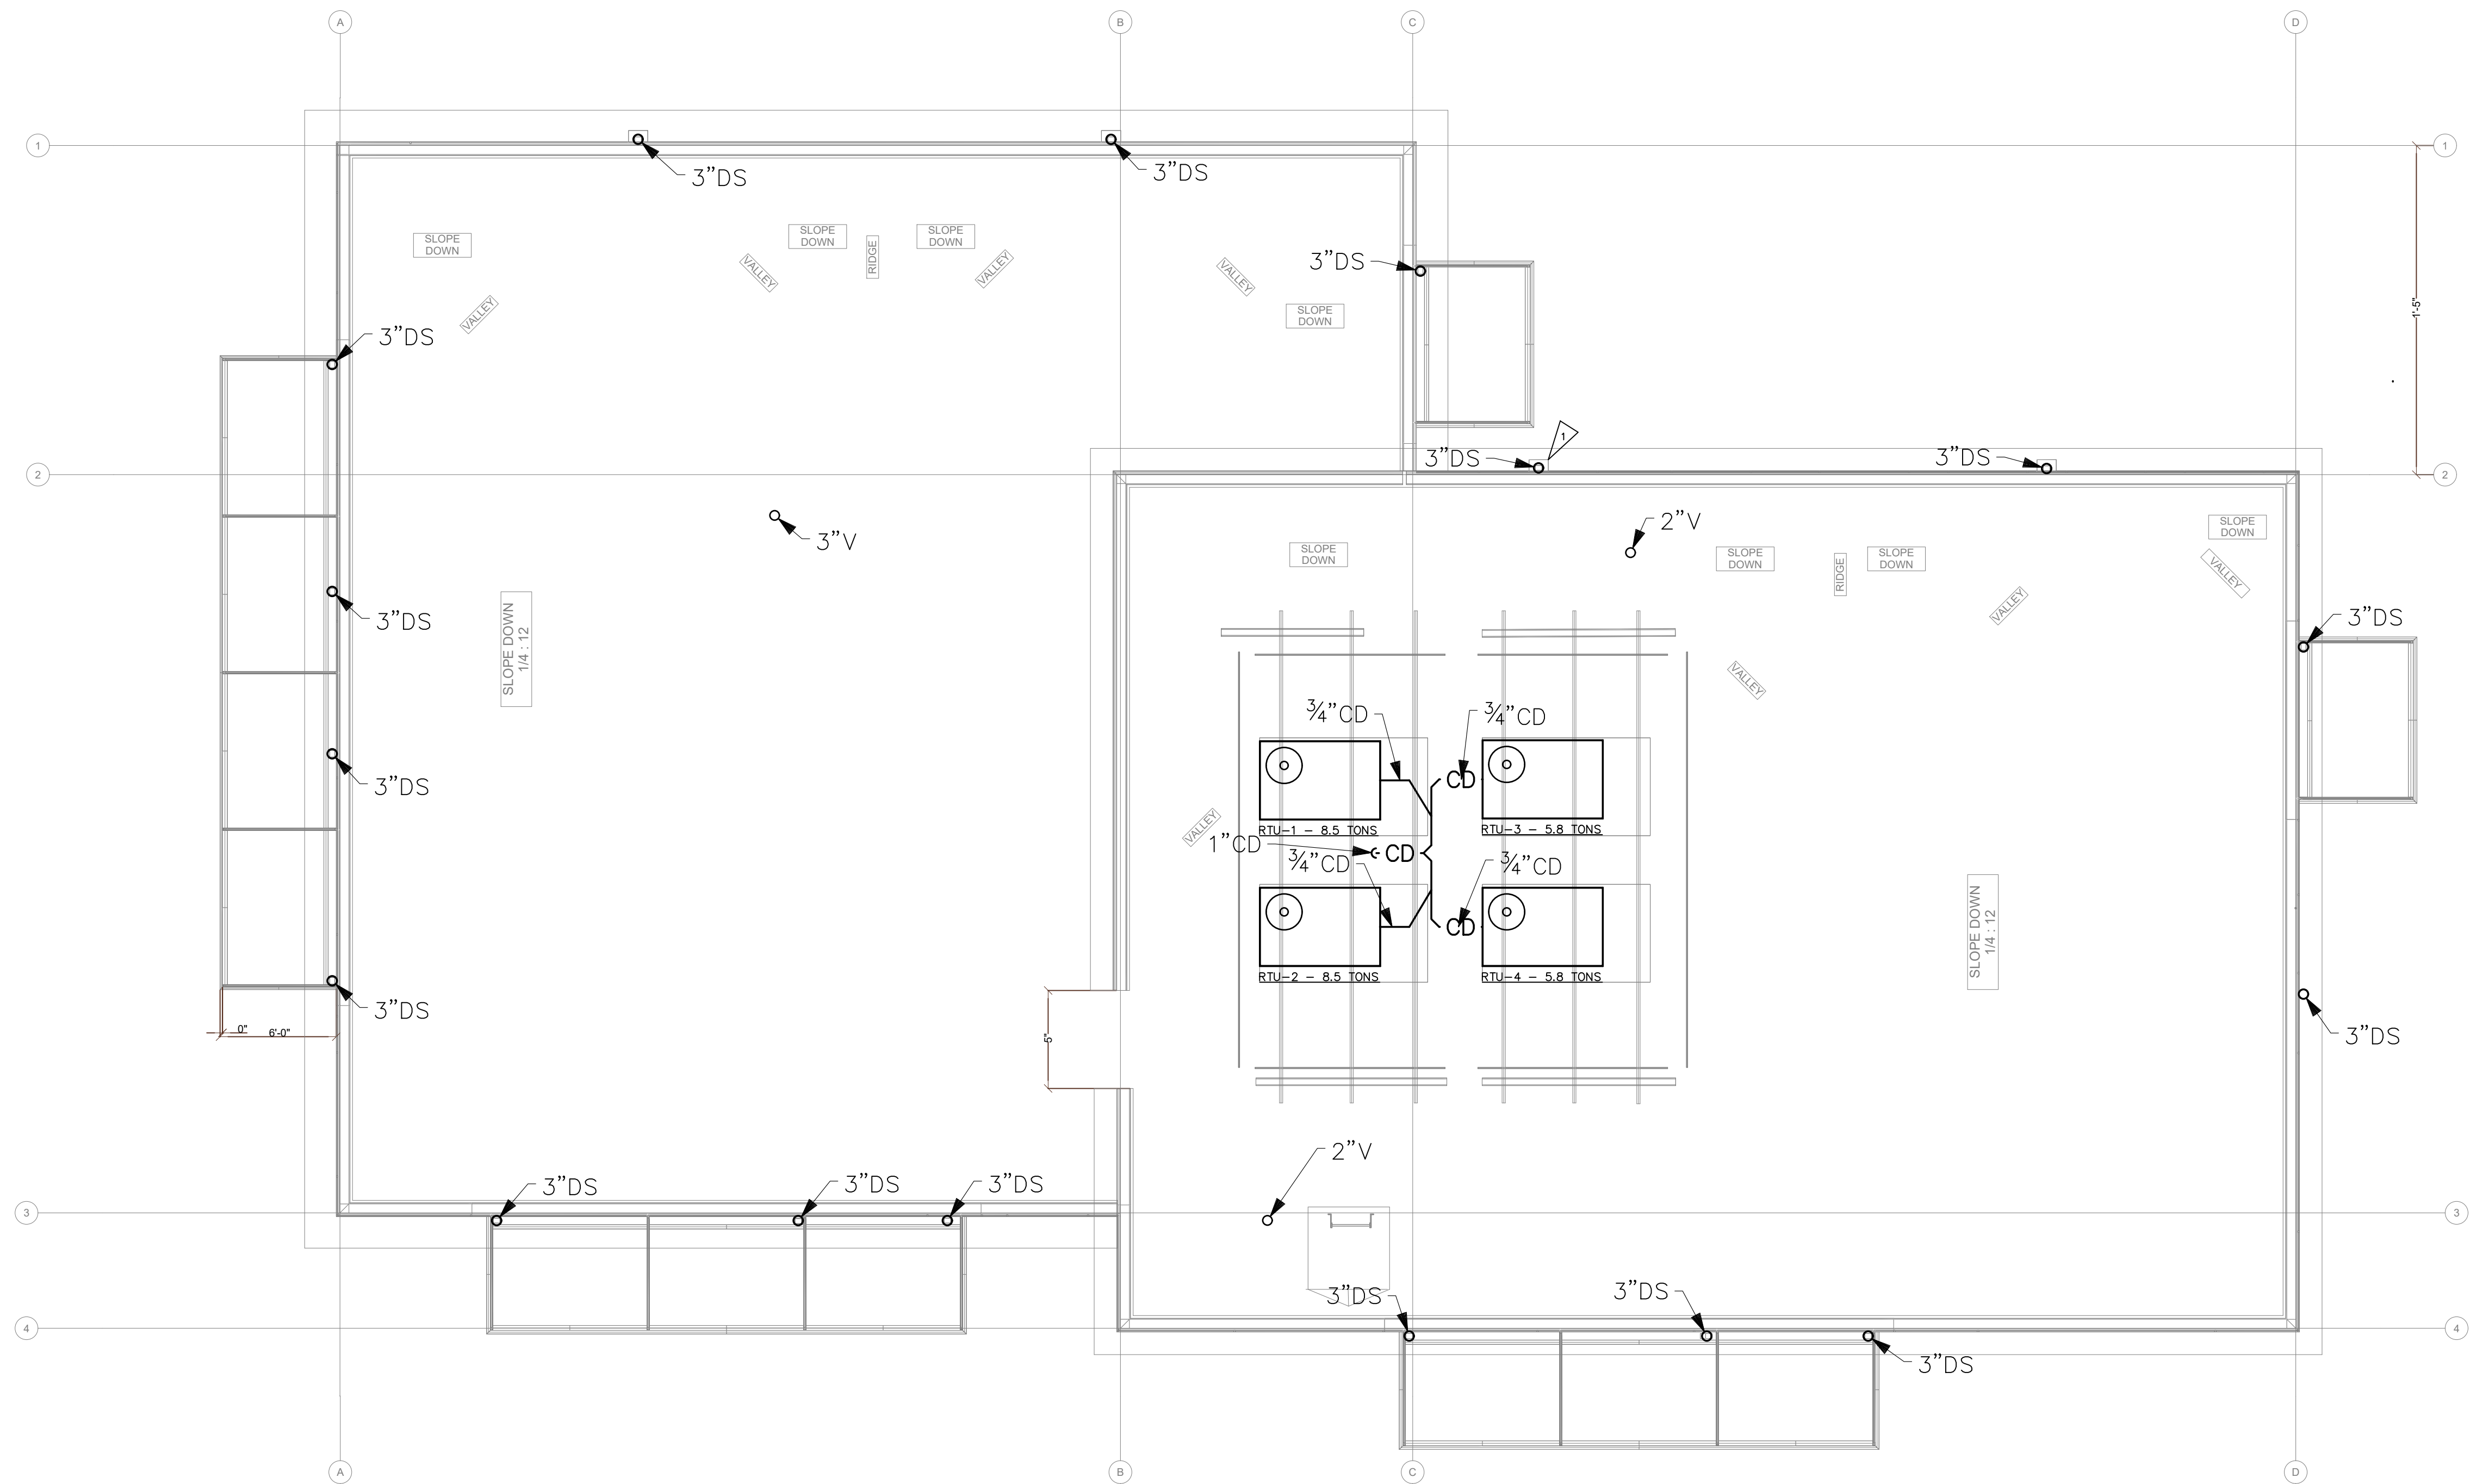 A
B
C
D
1
1
3"DS
3"DS
SLOPE
DOWN
SLOPE
DOWN
SLOPE
DOWN
RIDGE
VALLEY
VALLEY
VALLEY
VALLEY
3"DS
SLOPE
DOWN
1'-5"
3"DS
1
3"DS
3"DS
2
2
3"V
2"V
SLOPE
DOWN
SLOPE
DOWN
SLOPE
DOWN
SLOPE
DOWN
RIDGE
VALLEY
VALLEY
VALLEY
3"DS
3"DS
SLOPE DOWN
1/4 : 12
3/4"CD
3/4"CD
CD
3"DS
RTU-1 - 8.5 TONS
RTU-3 - 5.8 TONS
VALLEY
1"CD
CD
3/4"CD
3/4"CD
CD
RTU-2 - 8.5 TONS
RTU-4 - 5.8 TONS
SLOPE DOWN
1/4 : 12
3"DS
3"DS
0"
6'-0"
5"
2"V
3"DS
3"DS
3"DS
3
3
3"DS
3"DS
4
4
3"DS
A
B
C
D